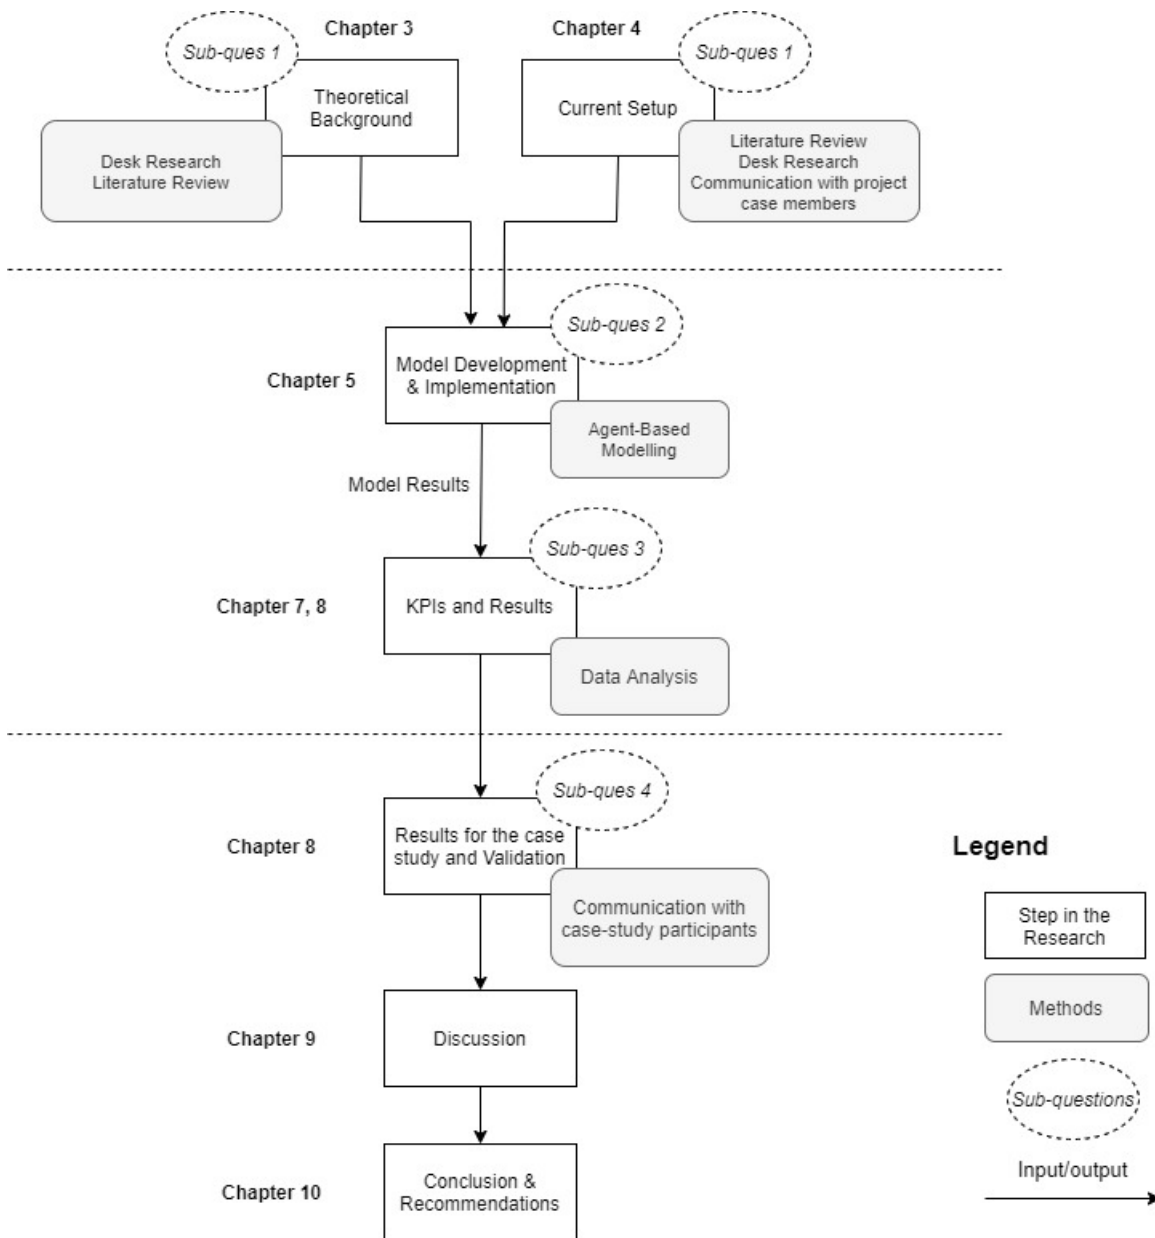 Chapter 3
Chapter 4
Sub-ques 1
Sub-ques 1
Theoretical
Background
Current Setup
Desk Research
Literature Review
Literature Review
Desk Research
Communication with project
case members
Sub-ques 2
Chapter 5
Model Development
& Implementation
Agent-Based
Modelling
Model Results
Sub-ques 3
Chapter 7, 8
KPIs and Results
Data Analysis
Sub-ques 4
Chapter 8
Results for the case
study and Validation
Communication with
case-study participants
Chapter 9
Discussion
Chapter 10
Conclusion &
Recommendations
Legend
Step in the
Research
Methods
Sub-questions
Input/output